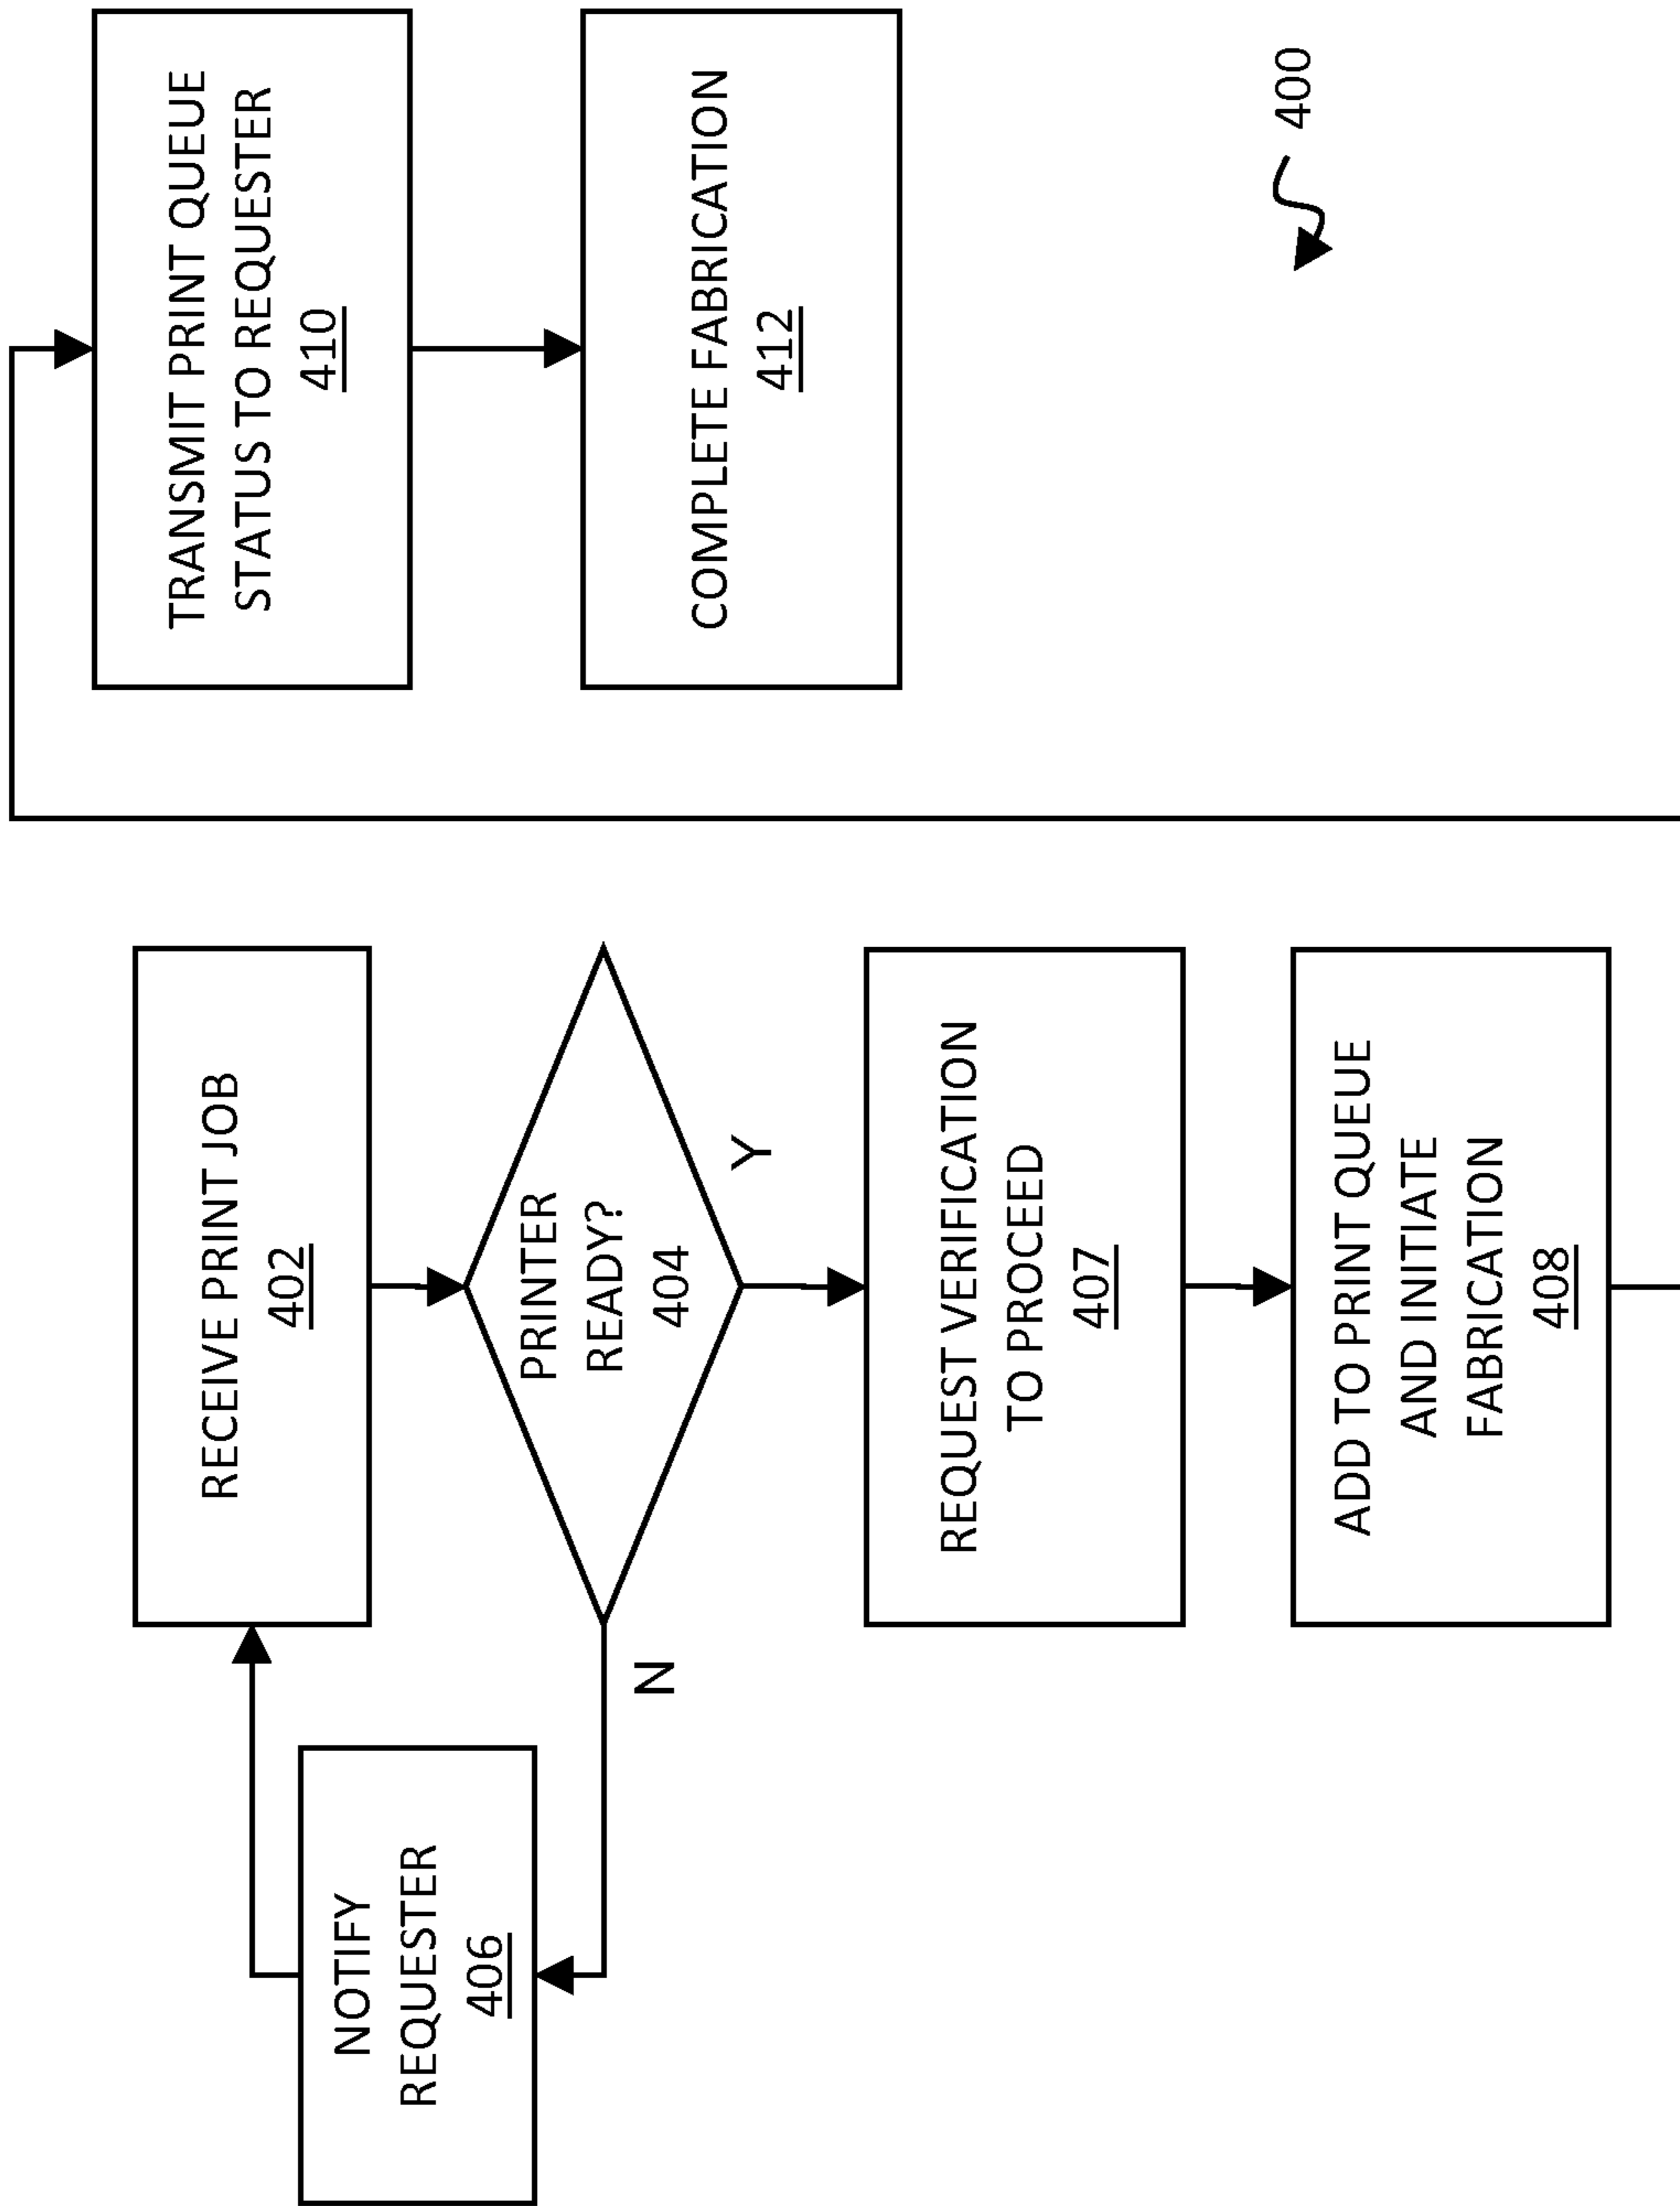 RECEIVE PRINT JOB
402
PRINTER
READY?
404
N
Y
NOTIFY
REQUESTER
406
REQUEST VERIFICATION
TO PROCEED
407
ADD TO PRINT QUEUE
AND INITIATE
FABRICATION
408
TRANSMIT PRINT QUEUE
STATUS TO REQUESTER
410
COMPLETE FABRICATION
412
400